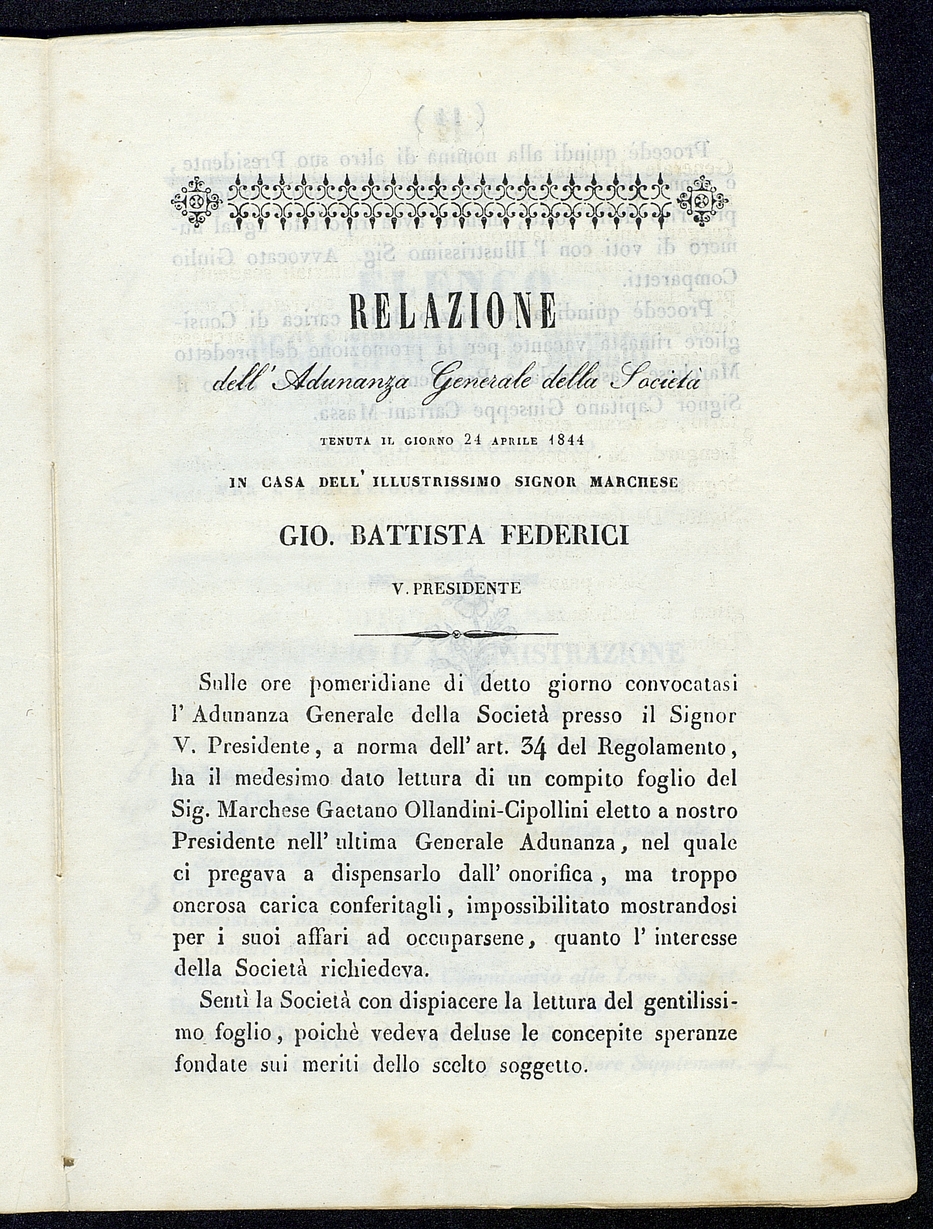 RELAZIONE
dell' Adunanza Generale della Società
TENUTA IL GIORNO 24 APRILE 1844
IN CASA DELL' ILLUSTRISSIMO SIGNOR MARCHESE
GIO. BATTISTA FEDERICI
V. PRESIDENTE
Sulle ore pomeridiane di detto giorno convocatasi
l' Adunanza Generale della Società presso il Signor
V. Presidente, a norma dell' art. 34 del Regolamento,
ha il medesimo dato lettura di un compito foglio del
Sig. Marchese Gaetano Ollandini-Cipollini eletto a nostro
Presidente nell' ultima Generale Adunanza, nel quale
ci pregava a dispensarlo dall' onorifica, ma troppo
onerosa carica conferitagli, impossibilitato mostrandosi
per i suoi affari ad occuparsene, quanto l' interesse
della Società richiedeva.
Sentì la Società con dispiacere la lettura del gentilissi-
mo foglio, poichè vedeva deluse le concepite speranze
fondate sui meriti dello scelto soggetto.